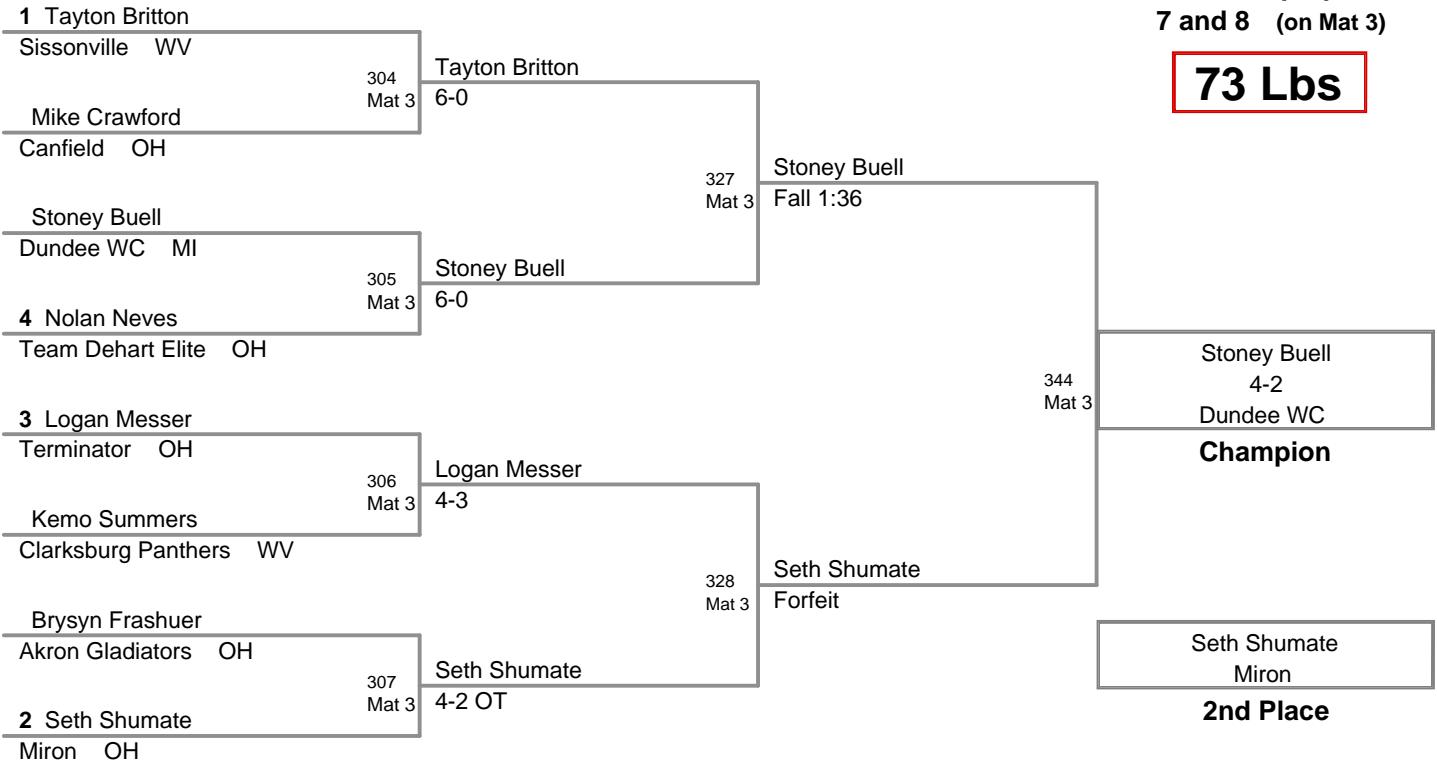 7 and 8 (on Mat 3)
73 Lbs
1 Tayton Britton
Sissonville WV
304
Mat 3
Tayton Britton
6-0
Mike Crawford
Canfield OH
327
Mat 3
Stoney Buell
Fall 1:36
Stoney Buell
Dundee WC MI
305
Mat 3
Stoney Buell
6-0
4 Nolan Neves
Team Dehart Elite OH
344
Mat 3
Stoney Buell
4-2
Dundee WC
Champion
3 Logan Messer
Terminator OH
306
Mat 3
Logan Messer
4-3
Kemo Summers
Clarksburg Panthers WV
328
Mat 3
Seth Shumate
Forfeit
Brysyn Frashuer
Akron Gladiators OH
307
Mat 3
Seth Shumate
4-2 OT
2 Seth Shumate
Miron OH
Seth Shumate
Miron
2nd Place